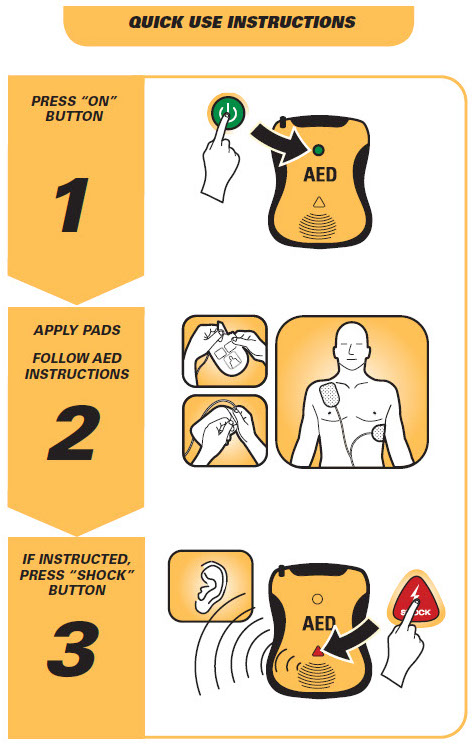 QUICK USE INSTRUCTIONS
PRESS “ON”
BUTTON
1
AED
APPLY PADS
FOLLOW AED
INSTRUCTIONS
2
IF INSTRUCTED,
PRESS “SHOCK”
BUTTON
3
AED
SHOCK